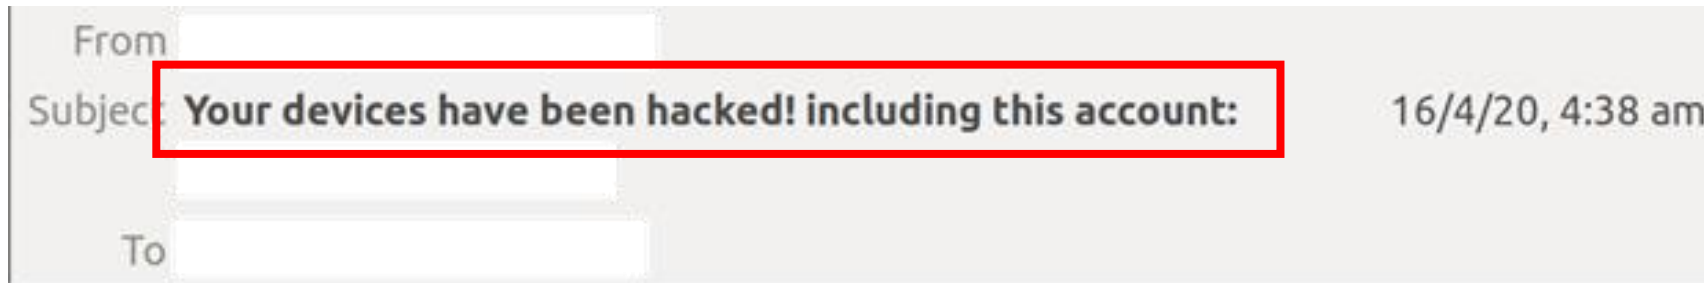 From
Subject Your devices have been hacked! including this account: 16/4/20, 4:38 am
To